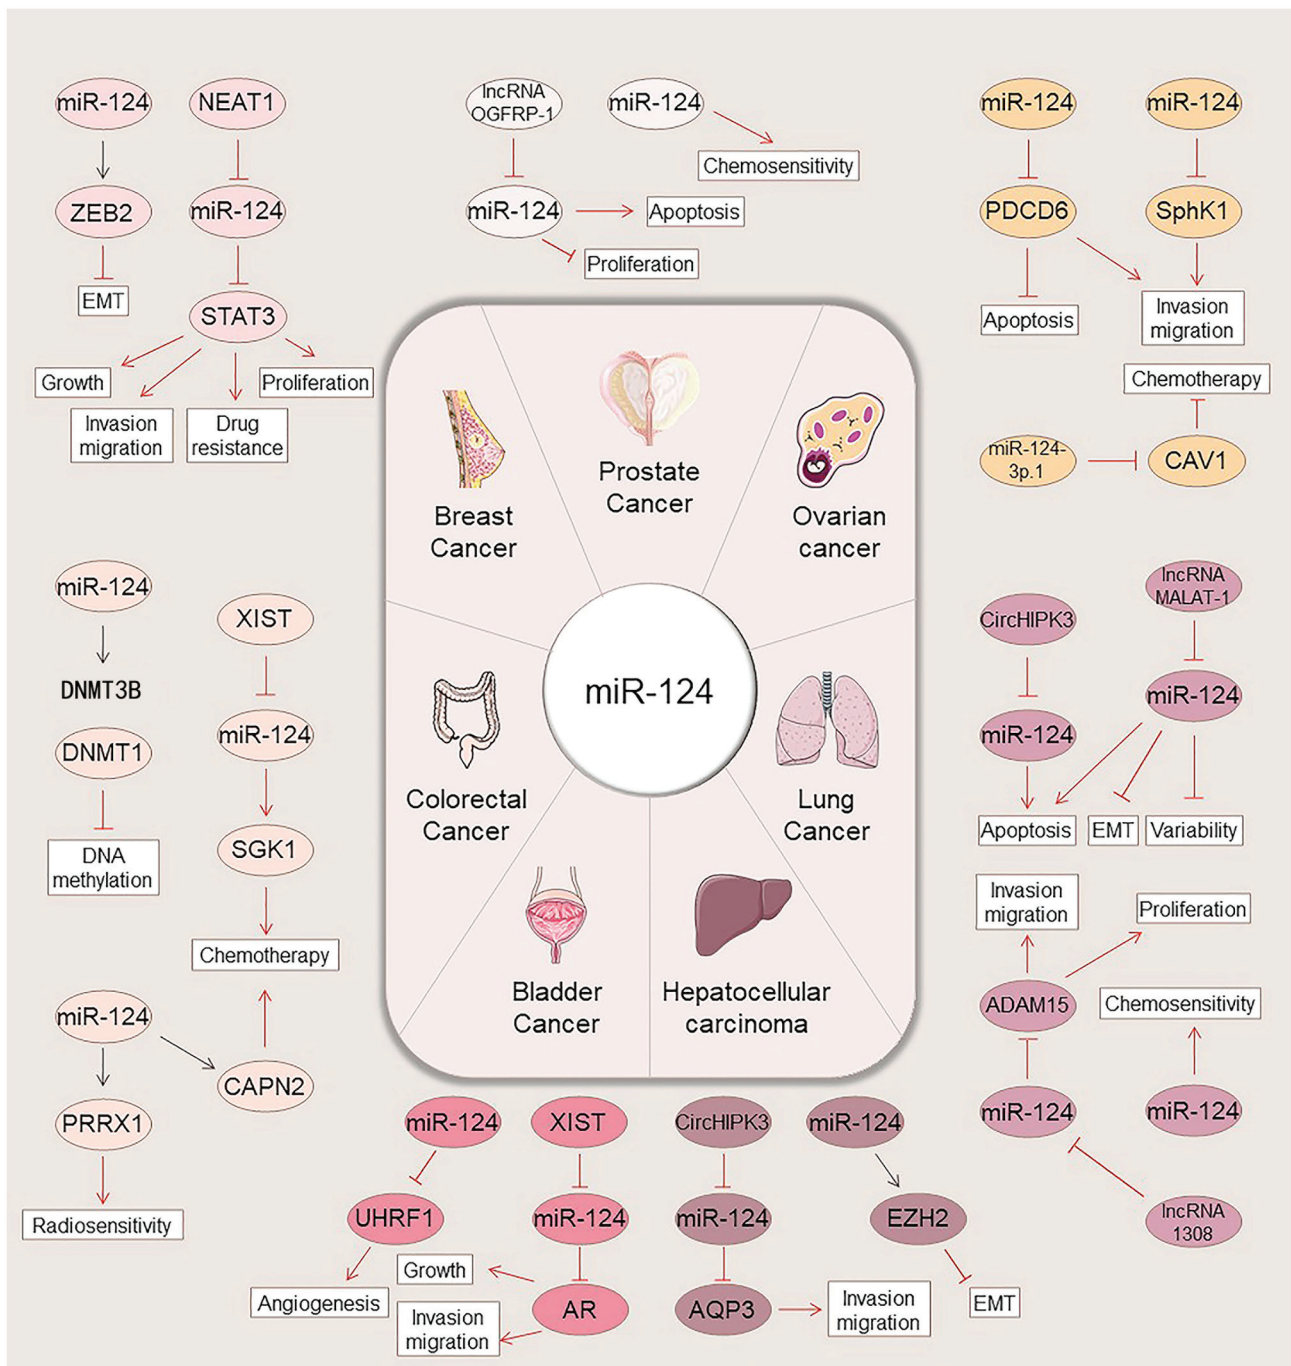 miR-124
NEAT1
ZEB2
miR-124
EMT
STAT3
Growth
Proliferation
Invasion
migration
Drug
resistance
lncRNA
OGFRP-1
miR-124
Chemosensitivity
miR-124
Apoptosis
Proliferation
miR-124
miR-124
PDCD6
SphK1
Apoptosis
Invasion
migration
Chemotherapy
miR-124-
3p.1
CAV1
Breast
Cancer
Prostate
Cancer
Ovarian
cancer
miR-124
Colorectal
Cancer
Lung
Cancer
Bladder
Cancer
Hepatocellular
carcinoma
miR-124
XIST
DNMT3B
DNMT1
miR-124
DNA
methylation
SGK1
Chemotherapy
miR-124
CAPN2
PRRX1
Radiosensitivity
CircHIPK3
lncRNA
MALAT-1
miR-124
miR-124
Apoptosis
EMT
Variability
Invasion
migration
Proliferation
ADAM15
Chemosensitivity
miR-124
miR-124
lncRNA
1308
miR-124
XIST
UHRF1
miR-124
Angiogenesis
Growth
Invasion
migration
AR
CircHIPK3
miR-124
miR-124
EZH2
AQP3
Invasion
migration
EMT